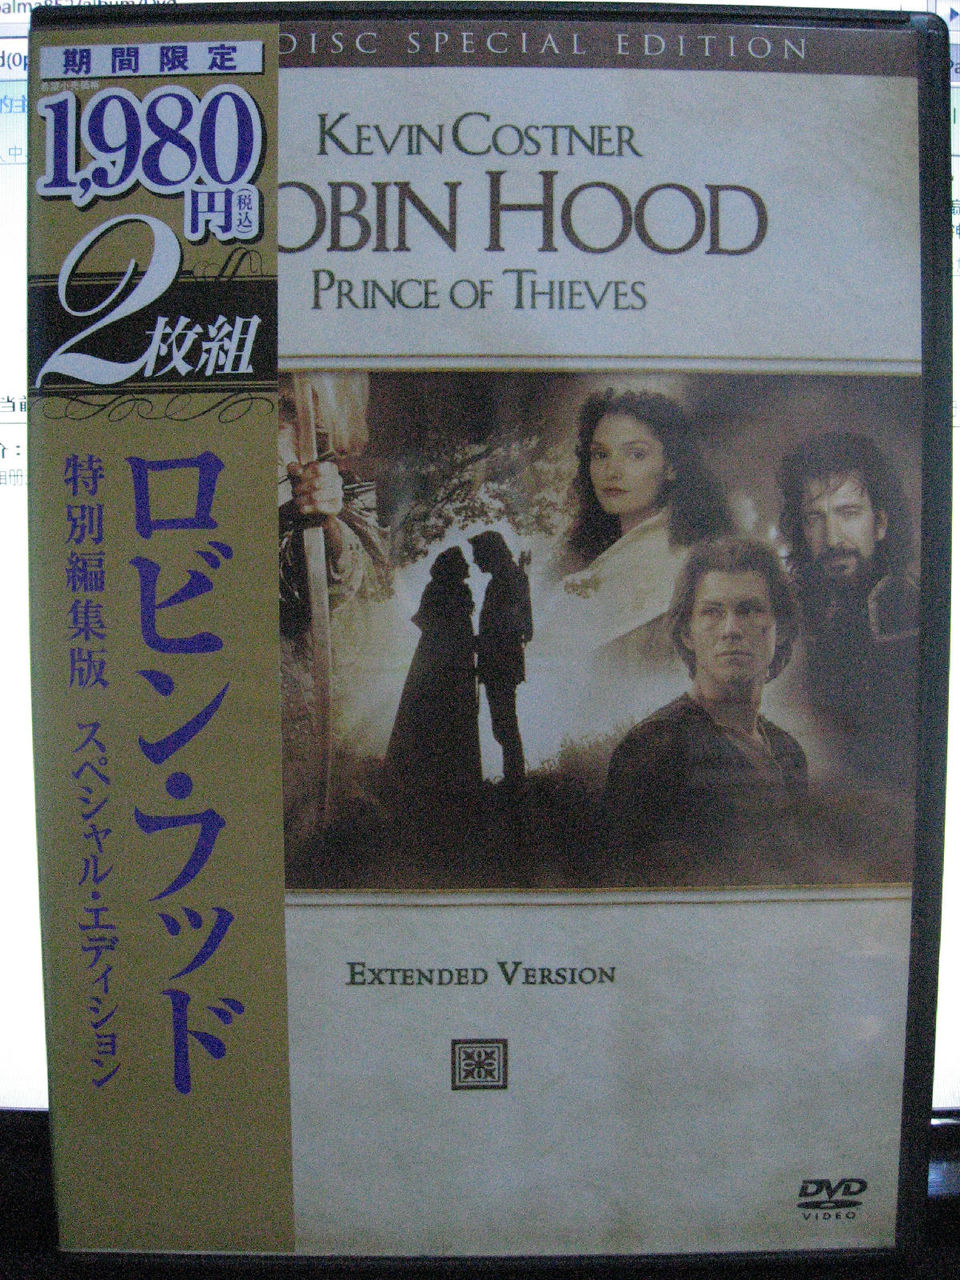 期間限定
1,980
円(税込)
2枚組
ロビン・フッド
特別編集版 スペシャル・エディション
DISC SPECIAL EDITION
KEVIN COSTNER
OBIN HOOD
PRINCE OF THIEVES
EXTENDED VERSION
DVD
VIDEO